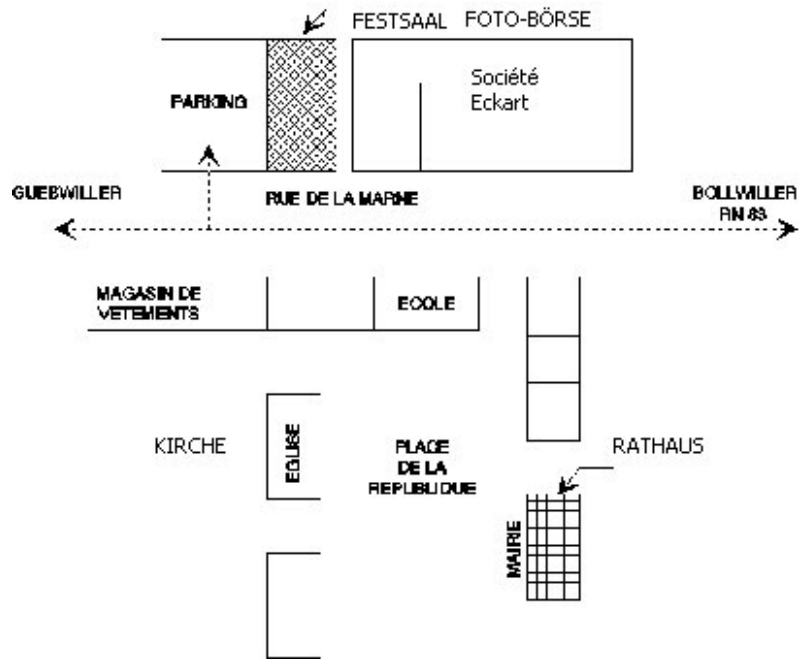 FESTSAAL FOTO-BÖRSE
Société
Eckart
PARKING
GUEBWILLER
RUE DE LA MARNE
BOLLWILLER
RN 83
MAGASIN DE
VETEMENTS
ECOLE
KIRCHE
EGLISE
PLACE
DE LA
REPUBLIQUE
RATHAUS
MAIRIE